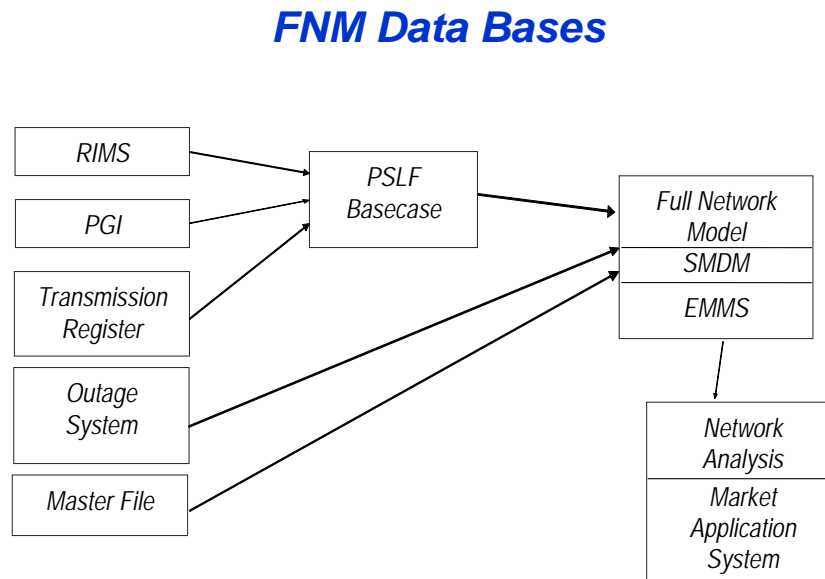 FNM Data Bases
RIMS
PGI
Transmission
Register
Outage
System
Master File
PSLF
Basecase
Full Network
Model
SMDM
EMMS
Network
Analysis
Market
Application
System